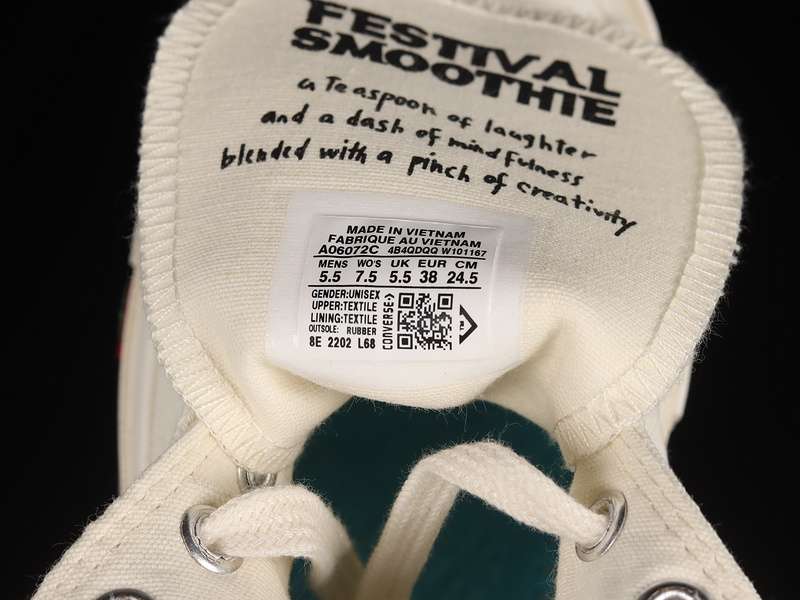 FESTIVAL
SMOOTHIE
a Teaspoon of laughter
and a dash of mindfulness
blended with a pinch of creativity
MADE IN VIETNAM
FABRIQUE AU VIETNAM
A06072C 4B4QDQQ W101167
MENS WO'S UK EUR CM
5.5 7.5 5.5 38 24.5
GENDER:UNISEX
UPPER:TEXTILE
LINING:TEXTILE
OUTSOLE: RUBBER
8E 2202 L68
CONVERSE